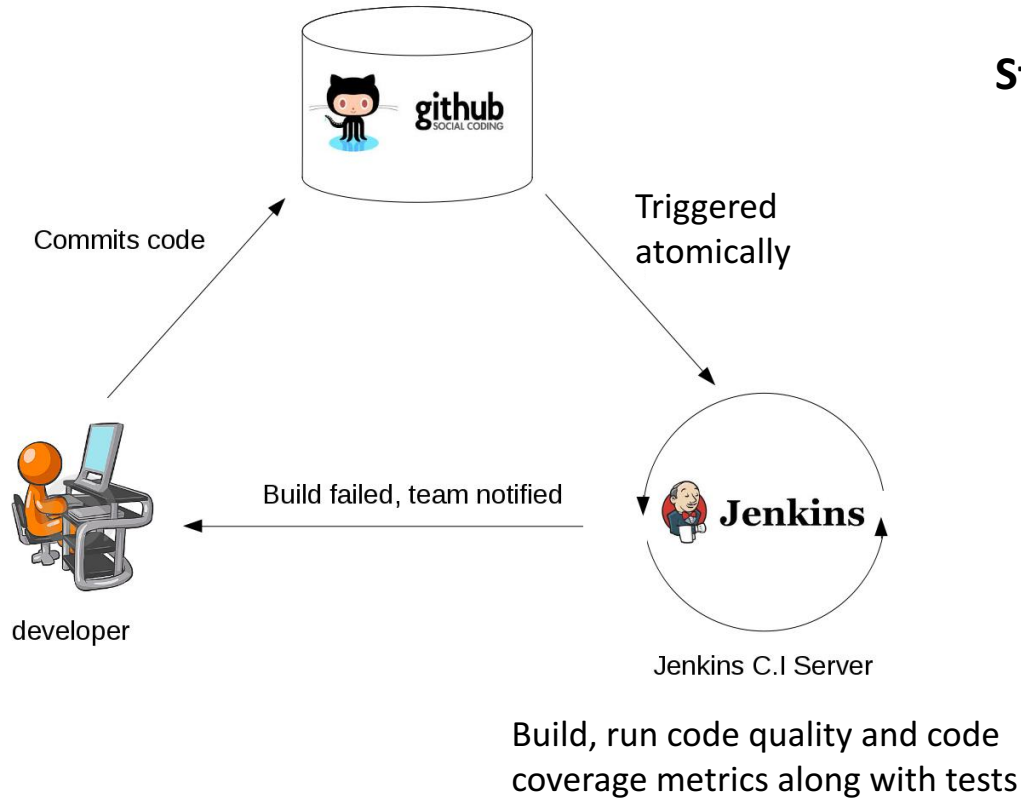 github
SOCIAL CODING
Triggered
atomically
Commits code
Build failed, team notified
Jenkins
developer
Jenkins C.I Server
Build, run code quality and code
coverage metrics along with tests